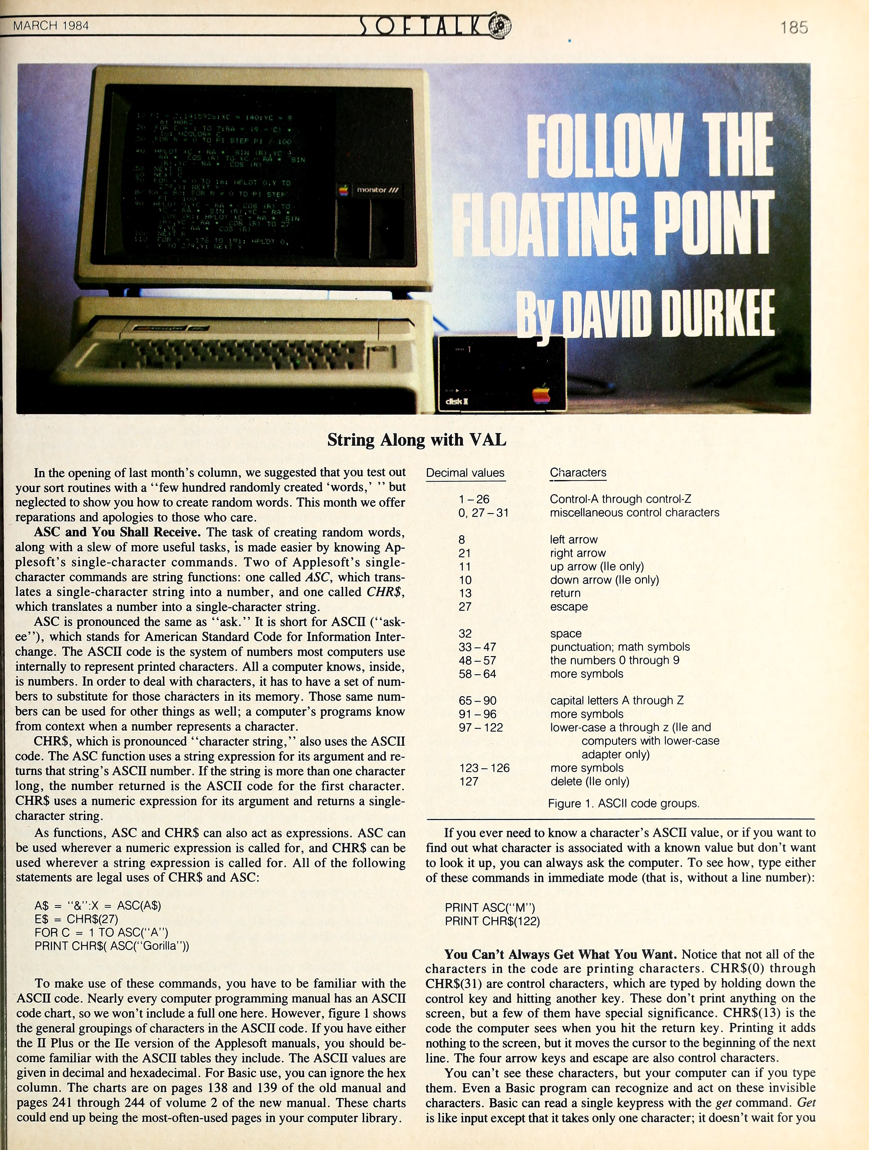 MARCH 1984
SOFTALK
185
FOLLOW THE
FLOATING POINT
By DAVID DURKEE
monitor ///
disk II
String Along with VAL
In the opening of last month's column, we suggested that you test out
your sort routines with a “few hundred randomly created ‘words,’ ” but
neglected to show you how to create random words. This month we offer
reparations and apologies to those who care.
ASC and You Shall Receive. The task of creating random words,
along with a slew of more useful tasks, is made easier by knowing Ap-
plesoft's single-character commands. Two of Applesoft's single-
character commands are string functions: one called ASC, which trans-
lates a single-character string into a number, and one called CHR$,
which translates a number into a single-character string.
ASC is pronounced the same as “ask.” It is short for ASCII (“ask-
ee”), which stands for American Standard Code for Information Inter-
change. The ASCII code is the system of numbers most computers use
internally to represent printed characters. All a computer knows, inside,
is numbers. In order to deal with characters, it has to have a set of num-
bers to substitute for those characters in its memory. Those same num-
bers can be used for other things as well; a computer's programs know
from context when a number represents a character.
CHR$, which is pronounced “character string,” also uses the ASCII
code. The ASC function uses a string expression for its argument and re-
turns that string's ASCII number. If the string is more than one character
long, the number returned is the ASCII code for the first character.
CHR$ uses a numeric expression for its argument and returns a single-
character string.
As functions, ASC and CHR$ can also act as expressions. ASC can
be used wherever a numeric expression is called for, and CHR$ can be
used wherever a string expression is called for. All of the following
statements are legal uses of CHR$ and ASC:
A$ = “&”:X = ASC(A$)
E$ = CHR$(27)
FOR C = 1 TO ASC(“A”)
PRINT CHR$( ASC(“Gorilla”))
To make use of these commands, you have to be familiar with the
ASCII code. Nearly every computer programming manual has an ASCII
code chart, so we won't include a full one here. However, figure 1 shows
the general groupings of characters in the ASCII code. If you have either
the II Plus or the IIe version of the Applesoft manuals, you should be-
come familiar with the ASCII tables they include. The ASCII values are
given in decimal and hexadecimal. For Basic use, you can ignore the hex
column. The charts are on pages 138 and 139 of the old manual and
pages 241 through 244 of volume 2 of the new manual. These charts
could end up being the most-often-used pages in your computer library.
Decimal values Characters
1–26 Control-A through control-Z
0, 27–31 miscellaneous control characters
8 left arrow
21 right arrow
11 up arrow (IIe only)
10 down arrow (IIe only)
13 return
27 escape
32 space
33–47 punctuation; math symbols
48–57 the numbers 0 through 9
58–64 more symbols
65–90 capital letters A through Z
91–96 more symbols
97–122 lower-case a through z (IIe and
computers with lower-case
adapter only)
123–126 more symbols
127 delete (IIe only)
Figure 1. ASCII code groups.
If you ever need to know a character's ASCII value, or if you want to
find out what character is associated with a known value but don't want
to look it up, you can always ask the computer. To see how, type either
of these commands in immediate mode (that is, without a line number):
PRINT ASC(“M”)
PRINT CHR$(122)
You Can't Always Get What You Want. Notice that not all of the
characters in the code are printing characters. CHR$(0) through
CHR$(31) are control characters, which are typed by holding down the
control key and hitting another key. These don't print anything on the
screen, but a few of them have special significance. CHR$(13) is the
code the computer sees when you hit the return key. Printing it adds
nothing to the screen, but it moves the cursor to the beginning of the next
line. The four arrow keys and escape are also control characters.
You can't see these characters, but your computer can if you type
them. Even a Basic program can recognize and act on these invisible
characters. Basic can read a single keypress with the get command. Get
is like input except that it takes only one character; it doesn't wait for you